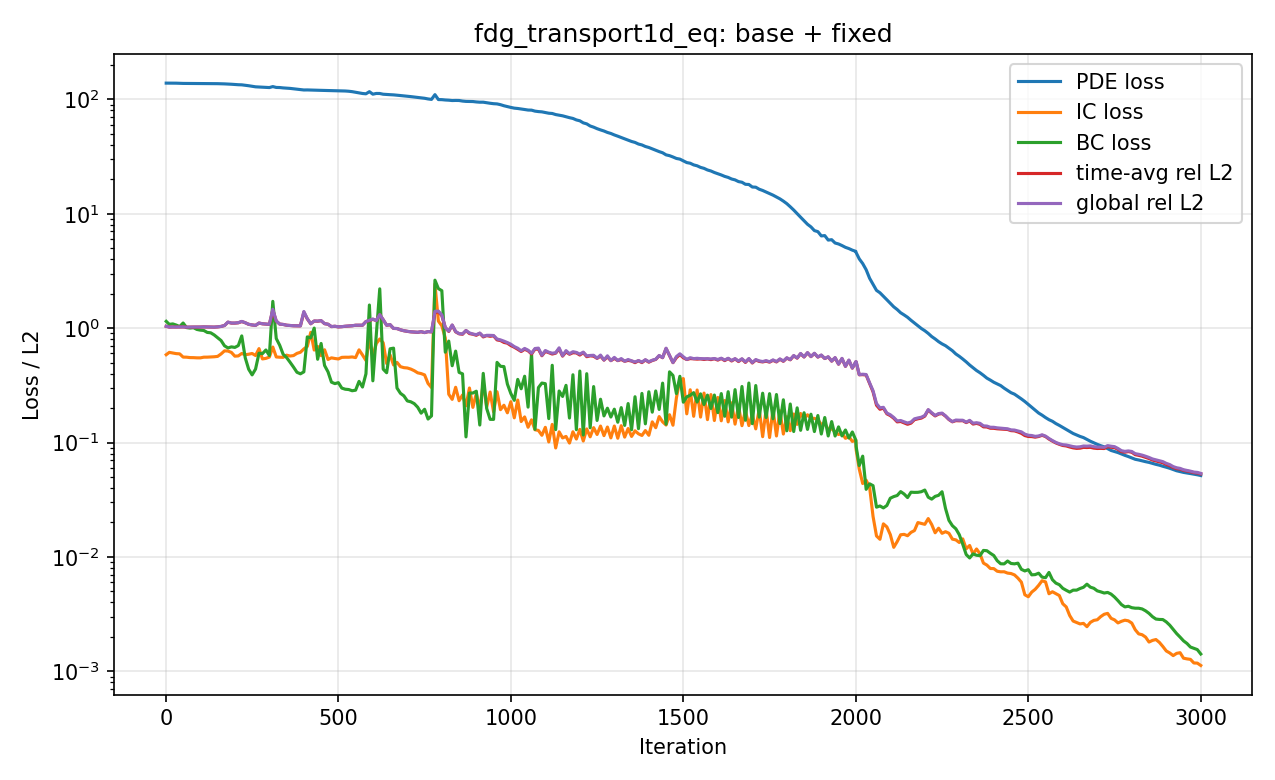 fdg_transport1d_eq: base + fixed
PDE loss
IC loss
BC loss
time-avg rel L2
global rel L2
Loss / L2
10²
10¹
10⁰
10⁻¹
10⁻²
10⁻³
0 500 1000 1500 2000 2500 3000
Iteration